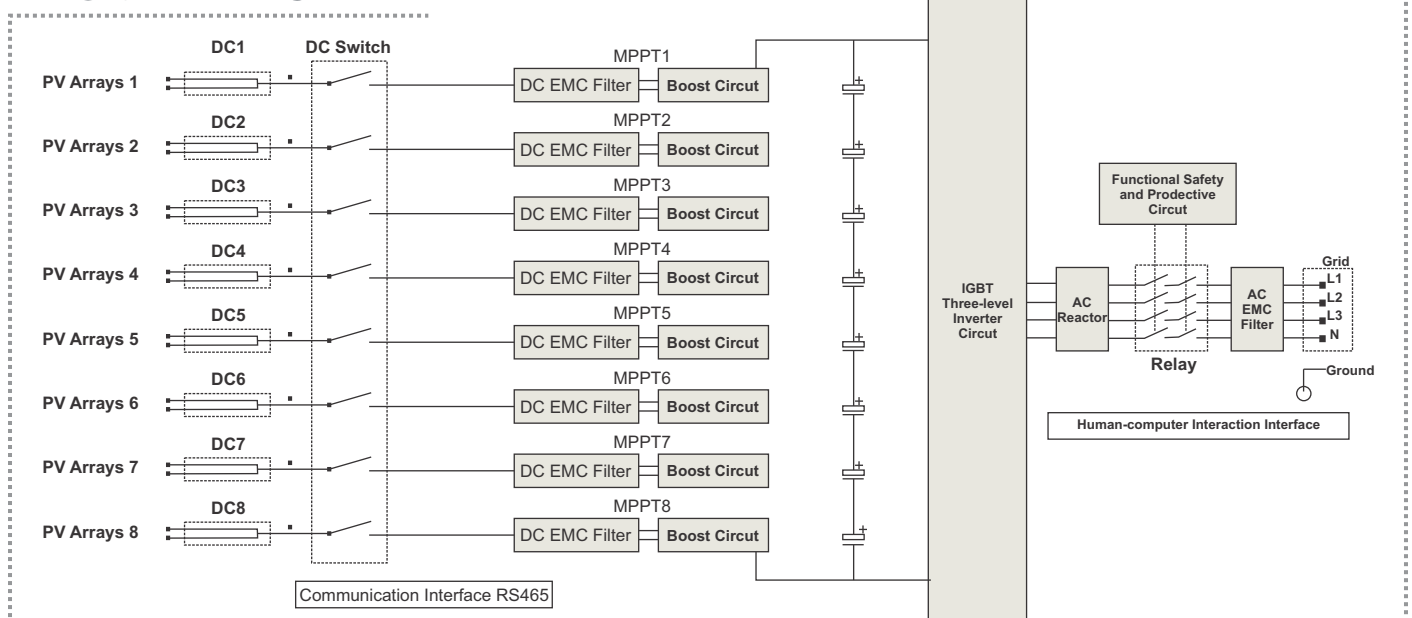 DC1
DC Switch
MPPT1
PV Arrays 1
DC EMC Filter
Boost Circut
+
DC2
MPPT2
PV Arrays 2
DC EMC Filter
Boost Circut
+
DC3
MPPT3
PV Arrays 3
DC EMC Filter
Boost Circut
+
DC4
MPPT4
PV Arrays 4
DC EMC Filter
Boost Circut
+
DC5
MPPT5
PV Arrays 5
DC EMC Filter
Boost Circut
+
DC6
MPPT6
PV Arrays 6
DC EMC Filter
Boost Circut
+
DC7
MPPT7
PV Arrays 7
DC EMC Filter
Boost Circut
+
DC8
MPPT8
PV Arrays 8
DC EMC Filter
Boost Circut
+
Communication Interface RS465
IGBT
Three-level
Inverter
Circut
AC
Reactor
Functional Safety
and Prodective
Circut
Relay
AC
EMC
Filter
Grid
L1
L2
L3
N
Ground
Human-computer Interaction Interface